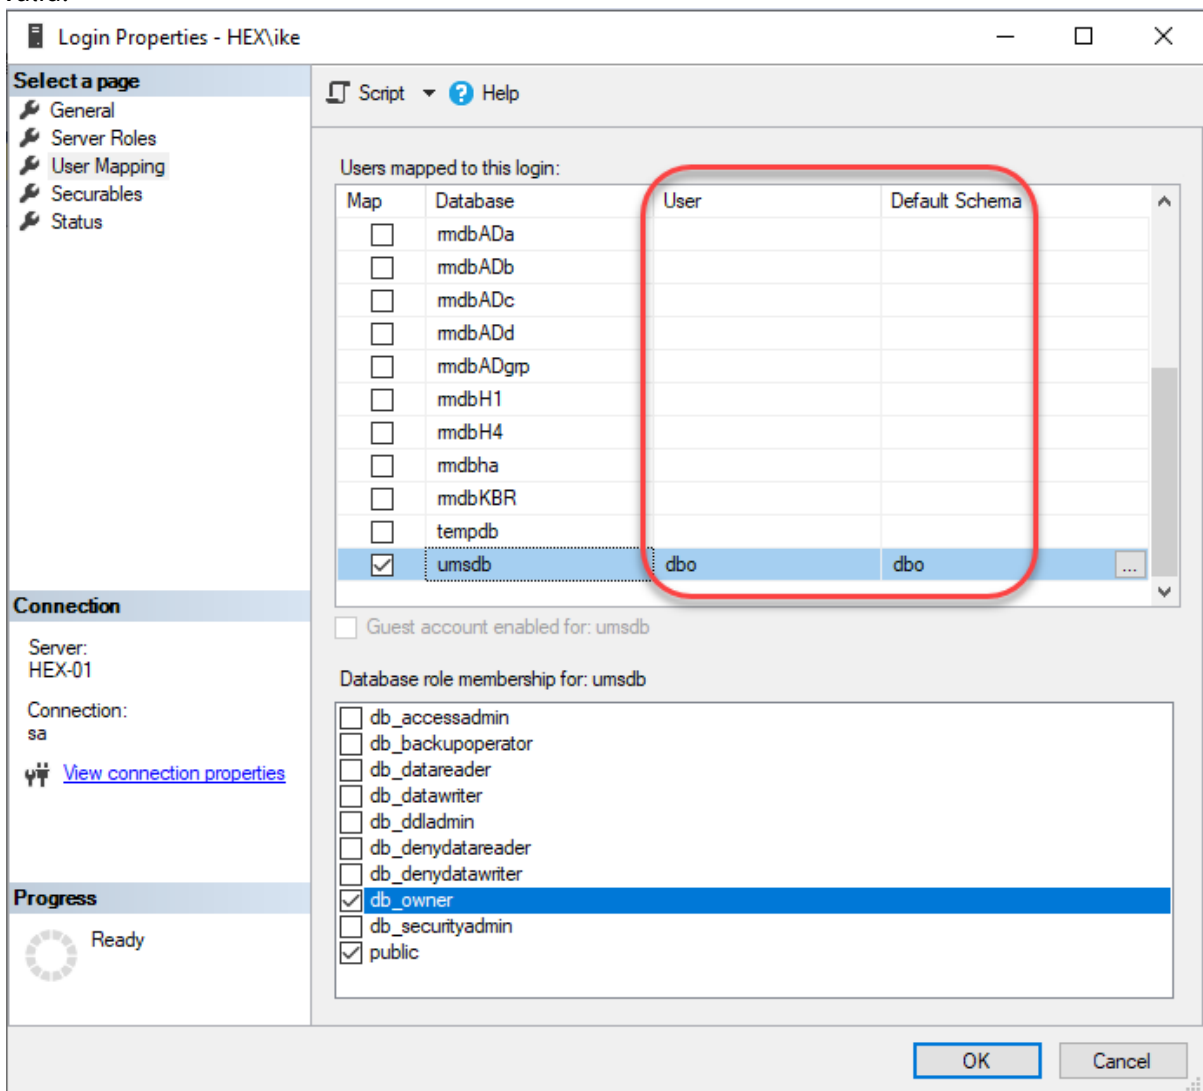 Login Properties - HEX\ike
Select a page
General
Server Roles
User Mapping
Securables
Status
Script Help
Users mapped to this login:
Map Database User Default Schema
rmdbADa
rmdbADb
rmdbADc
rmdbADd
rmdbADgrp
rmdbH1
rmdbH4
rmdbha
rmdbKBR
tempdb
umsdb dbo dbo ...
Guest account enabled for: umsdb
Database role membership for: umsdb
db_accessadmin
db_backupoperator
db_datareader
db_datawriter
db_ddladmin
db_denydatareader
db_denydatawriter
db_owner
db_securityadmin
public
Connection
Server:
HEX-01
Connection:
sa
View connection properties
Progress
Ready
OK Cancel